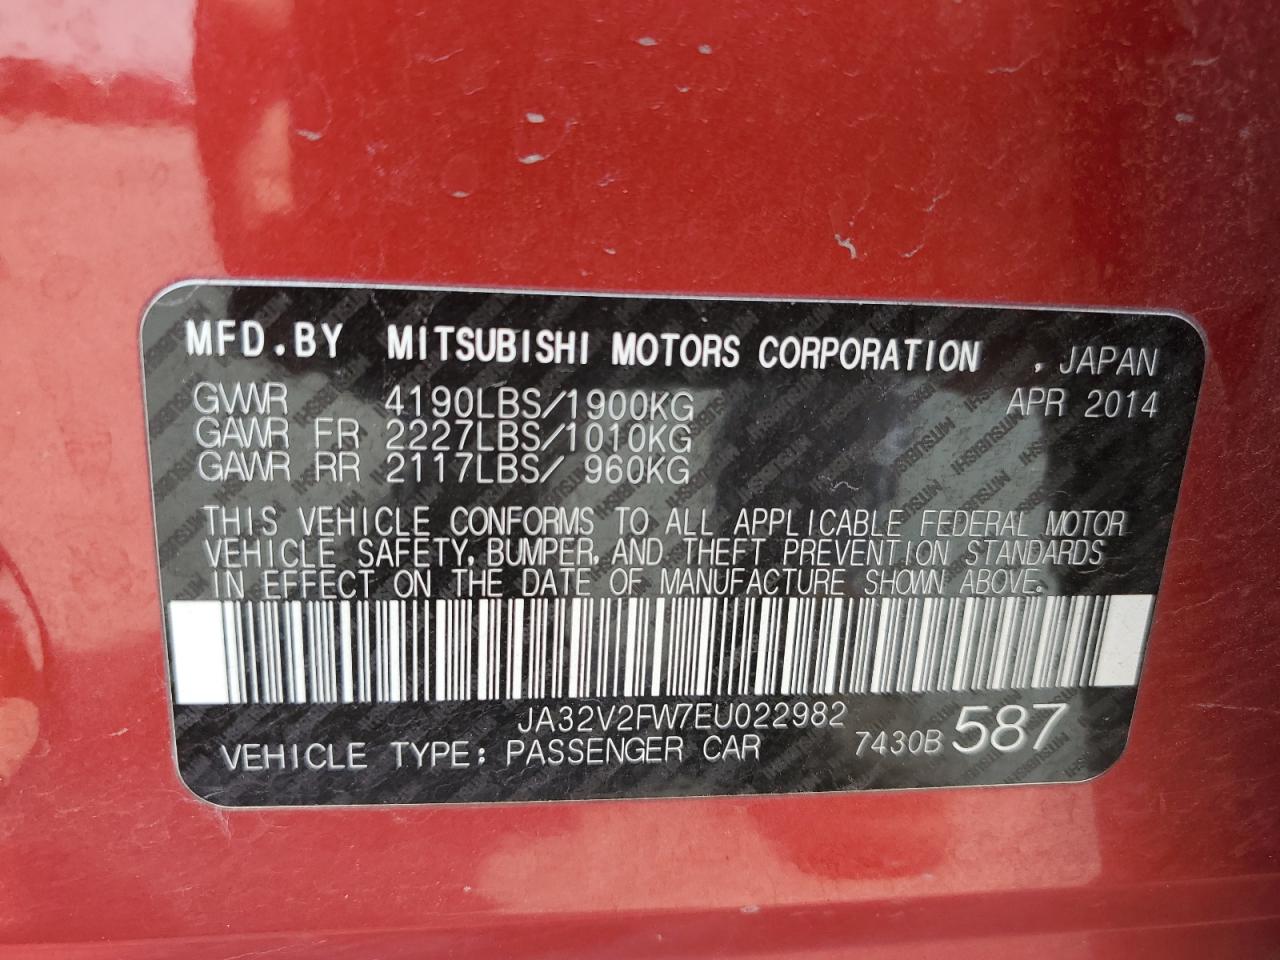 MFD.BY MITSUBISHI MOTORS CORPORATION , JAPAN
GVWR 4190LBS/1900KG APR 2014
GAWR FR 2227LBS/1010KG
GAWR RR 2117LBS/ 960KG
THIS VEHICLE CONFORMS TO ALL APPLICABLE FEDERAL MOTOR
VEHICLE SAFETY, BUMPER, AND THEFT PREVENTION STANDARDS
IN EFFECT ON THE DATE OF MANUFACTURE SHOWN ABOVE.
JA32V2FW7EU022982
VEHICLE TYPE: PASSENGER CAR 7430B 587